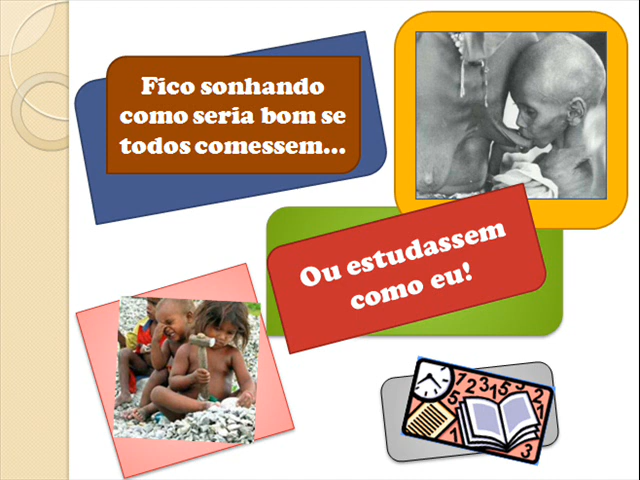 Fico sonhando
como seria bom se
todos comessem...
Ou estudassem
como eu!